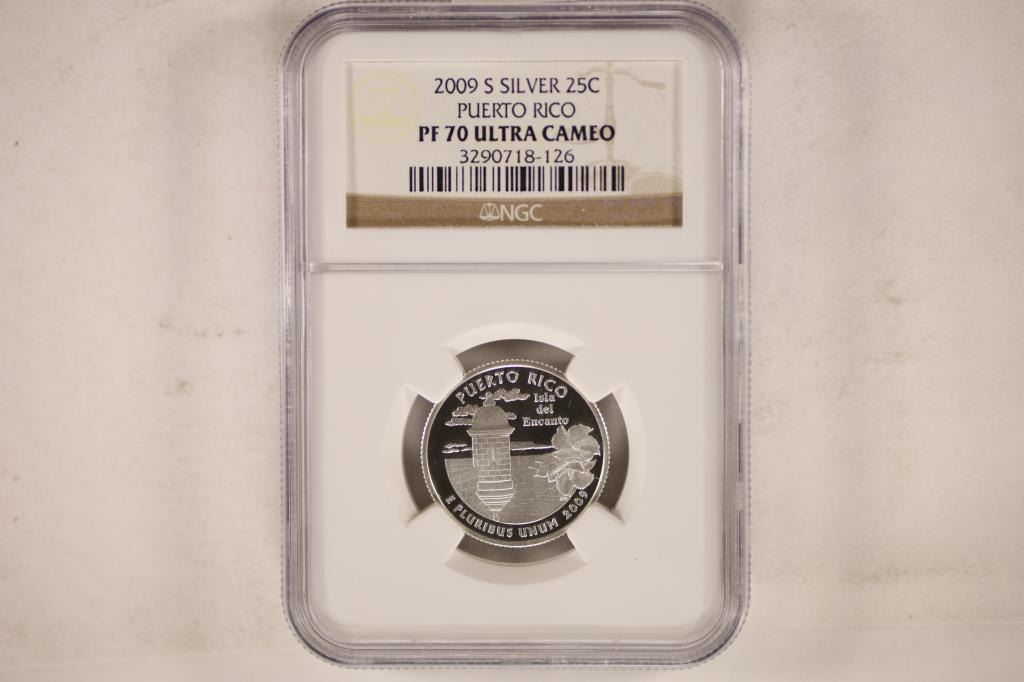 2009 S SILVER 25C
PUERTO RICO
PF 70 ULTRA CAMEO
3290718-126
NGC
PUERTO RICO
Isla
del
Encanto
E PLURIBUS UNUM 2009